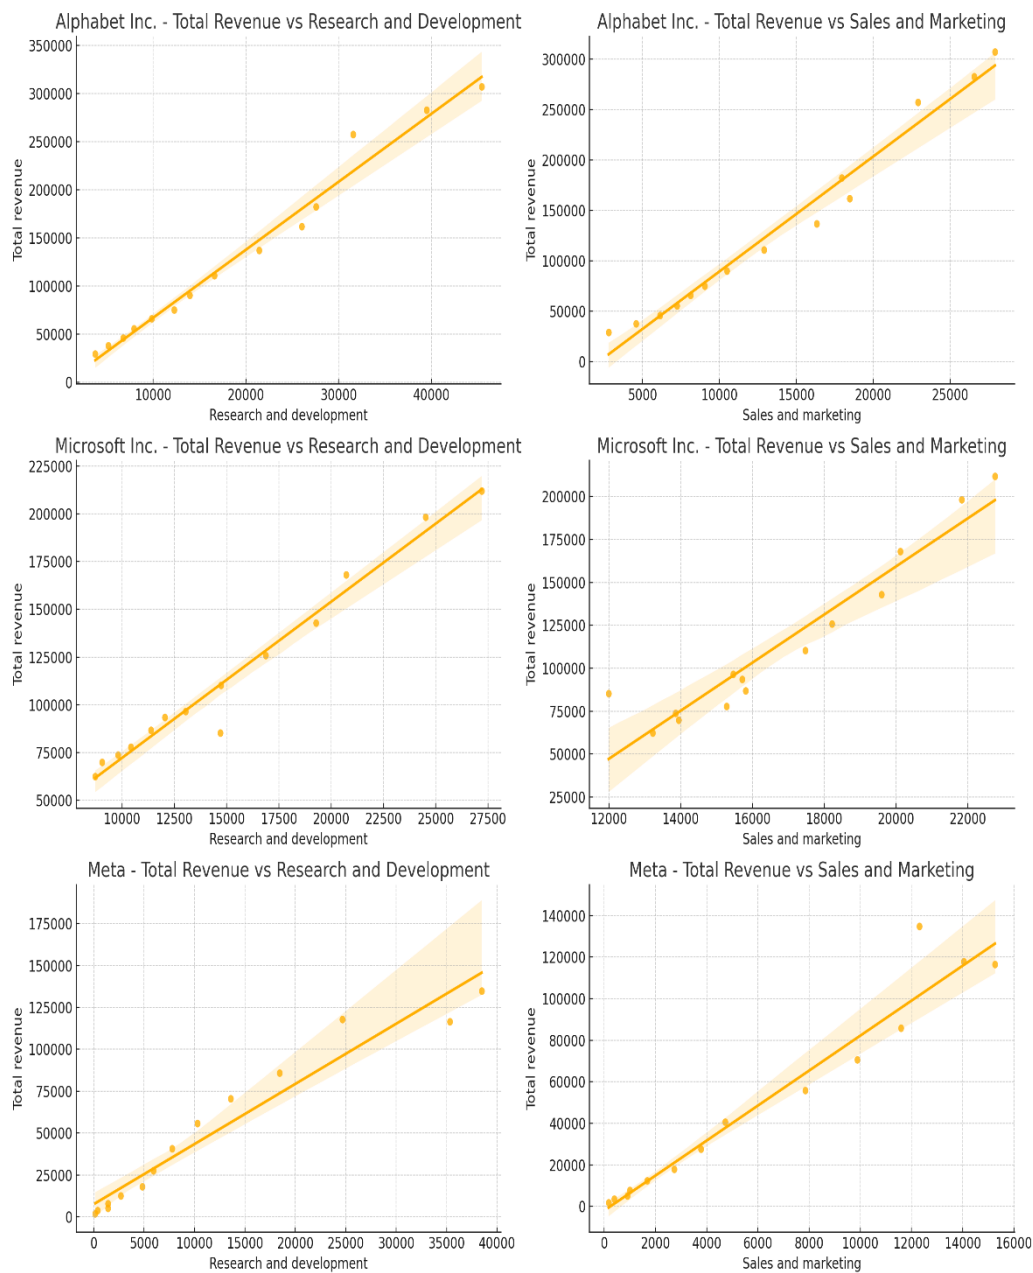 Alphabet Inc. - Total Revenue vs Research and Development
350000
300000
250000
200000
150000
100000
50000
0
Total revenue
10000 20000 30000 40000
Research and development
Alphabet Inc. - Total Revenue vs Sales and Marketing
300000
250000
200000
150000
100000
50000
0
Total revenue
5000 10000 15000 20000 25000
Sales and marketing
Microsoft Inc. - Total Revenue vs Research and Development
225000
200000
175000
150000
125000
100000
75000
50000
Total revenue
10000 12500 15000 17500 20000 22500 25000 27500
Research and development
Microsoft Inc. - Total Revenue vs Sales and Marketing
200000
175000
150000
125000
100000
75000
50000
25000
Total revenue
12000 14000 16000 18000 20000 22000
Sales and marketing
Meta - Total Revenue vs Research and Development
175000
150000
125000
100000
75000
50000
25000
0
Total revenue
0 5000 10000 15000 20000 25000 30000 35000 40000
Research and development
Meta - Total Revenue vs Sales and Marketing
140000
120000
100000
80000
60000
40000
20000
0
Total revenue
0 2000 4000 6000 8000 10000 12000 14000 16000
Sales and marketing